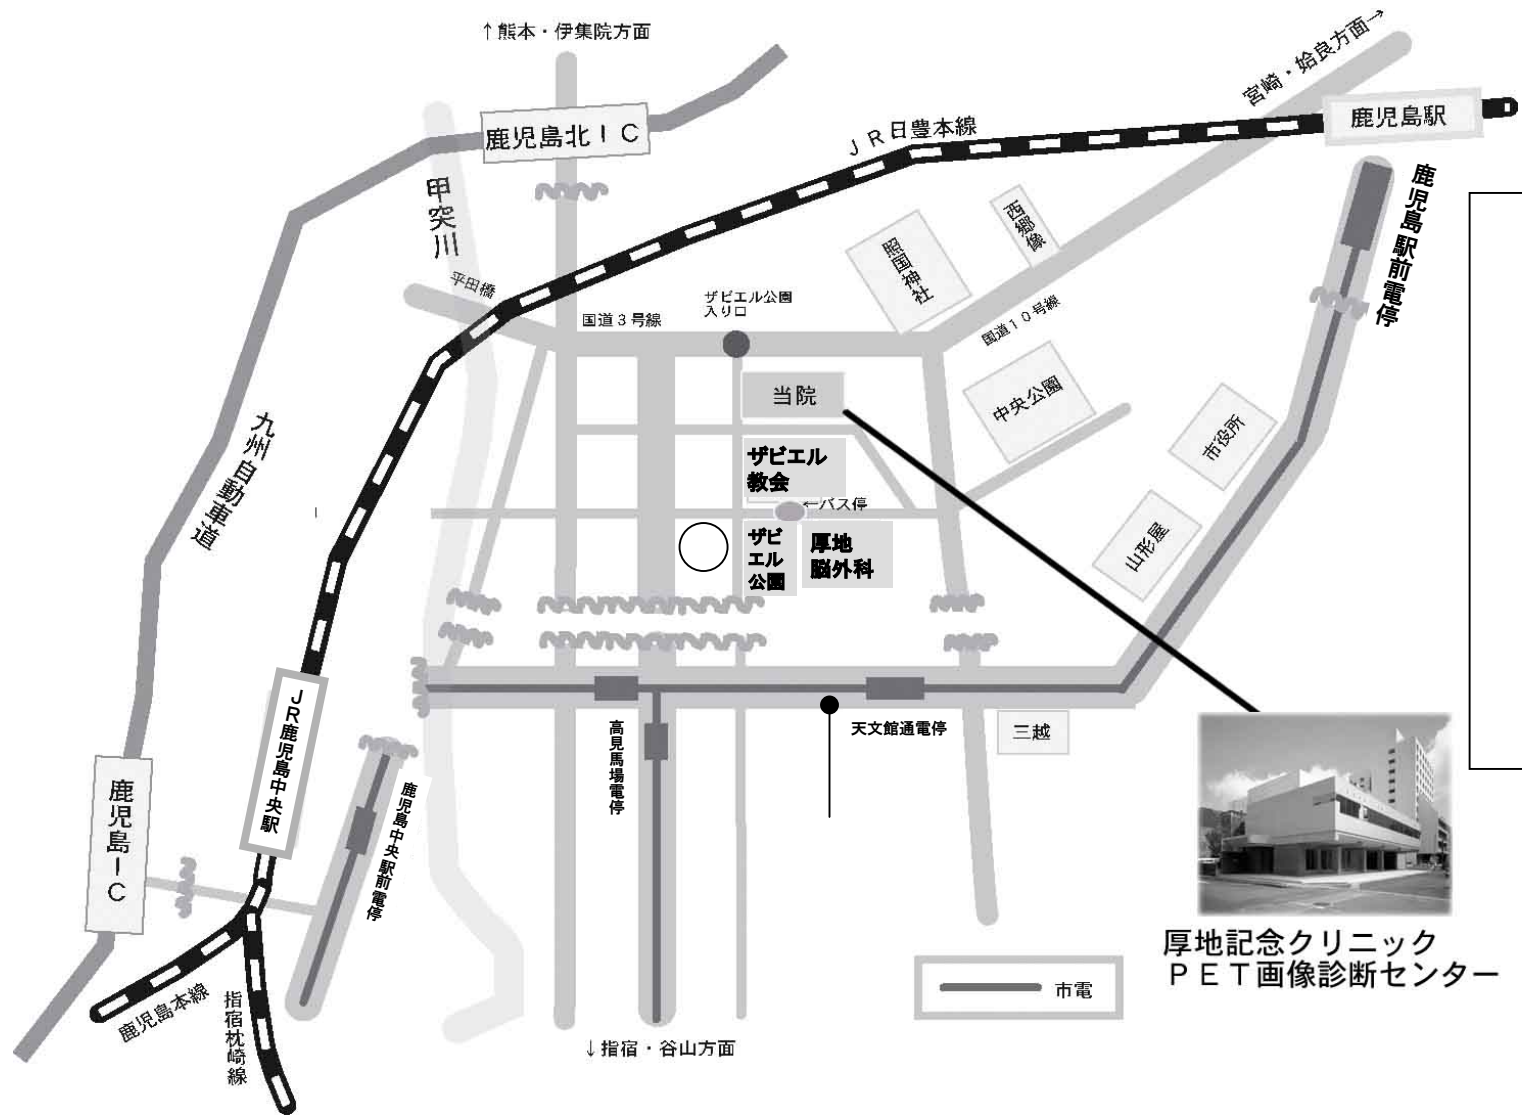 ↑熊本・伊集院方面
宮崎・姶良方面→
鹿児島北ＩＣ
ＪＲ日豊本線
鹿児島駅
鹿児島駅前電停
甲突川
西郷像
照国神社
平田橋
国道３号線
ザビエル公園
入り口
国道１０号線
当院
中央公園
市役所
九州自動車道
ザビエル
教会
←バス停
ザビ
エル
公園
厚地
脳外科
山形屋
ＪＲ鹿児島中央駅
高見馬場電停
天文館通電停
三越
鹿児島ＩＣ
鹿児島中央駅前電停
厚地記念クリニック
ＰＥＴ画像診断センター
鹿児島本線
指宿枕崎線
市電
↓指宿・谷山方面